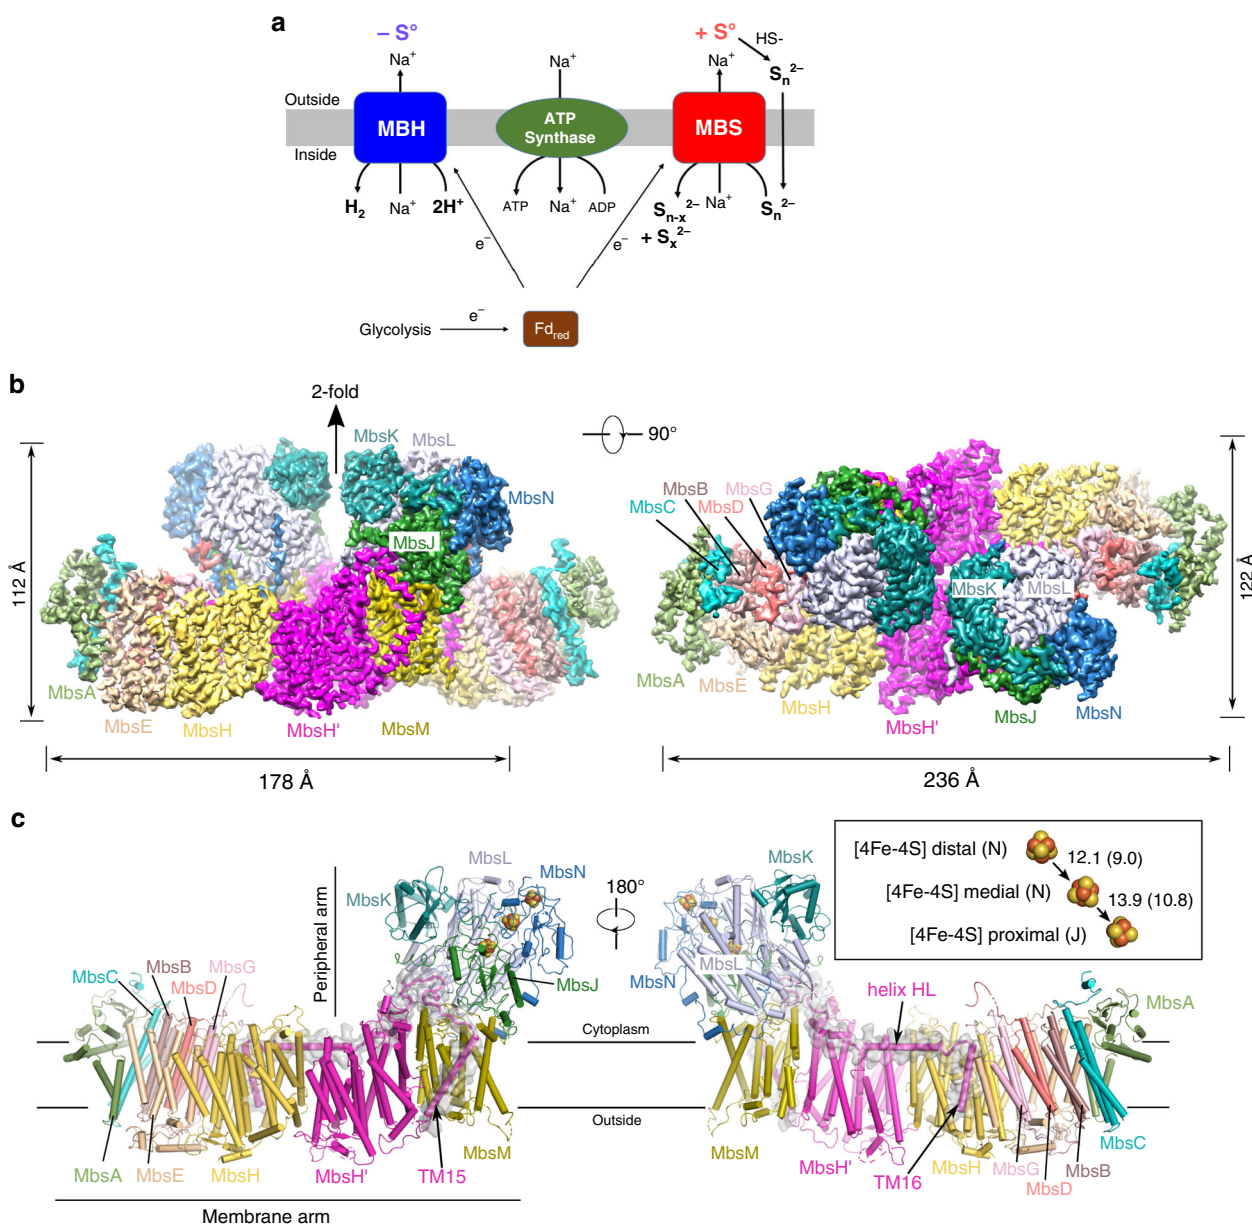 a
– S°
+ S°
HS-
Na⁺
Na⁺
Na⁺
Sₙ²⁻
Outside
Inside
MBH
ATP
Synthase
MBS
H₂
Na⁺
2H⁺
ATP
Na⁺
ADP
Sₙ₋ₓ²⁻
+ Sₓ²⁻
Na⁺
Sₙ²⁻
e⁻
e⁻
Glycolysis
e⁻
Fd_red
b
2-fold
MbsK
MbsL
MbsN
MbsJ
112 Å
MbsA
MbsE
MbsH
MbsH'
MbsM
178 Å
90°
MbsB
MbsG
MbsC
MbsD
MbsK
MbsL
122 Å
MbsA
MbsE
MbsH
MbsH'
MbsJ
MbsN
236 Å
c
Peripheral arm
MbsL
MbsK
MbsN
MbsB
MbsG
MbsC
MbsD
MbsJ
MbsA
MbsE
MbsH
MbsH'
TM15
MbsM
Membrane arm
180°
Cytoplasm
Outside
MbsK
MbsL
MbsN
helix HL
MbsA
MbsM
MbsH'
TM16
MbsH
MbsG
MbsD
MbsB
MbsC
[4Fe-4S] distal (N)
12.1 (9.0)
[4Fe-4S] medial (N)
13.9 (10.8)
[4Fe-4S] proximal (J)